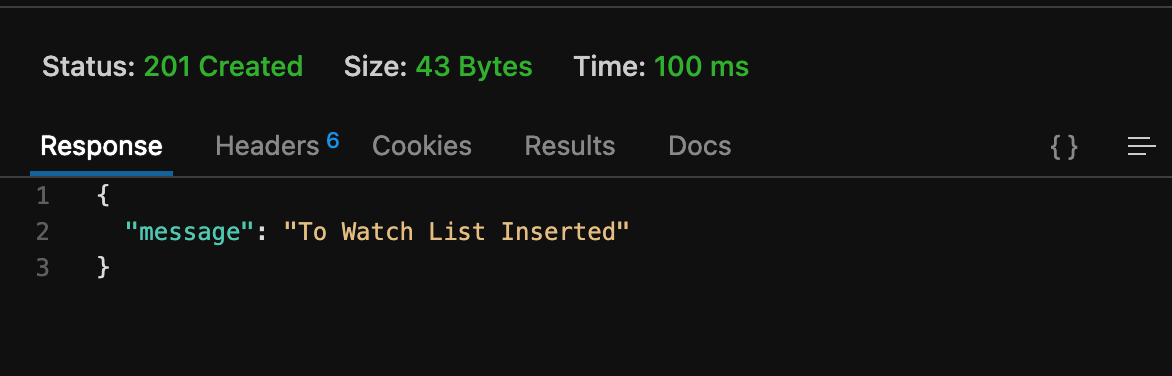 Status: 201 Created Size: 43 Bytes Time: 100 ms
Response Headers 6 Cookies Results Docs { }
1 {
2 "message": "To Watch List Inserted"
3 }